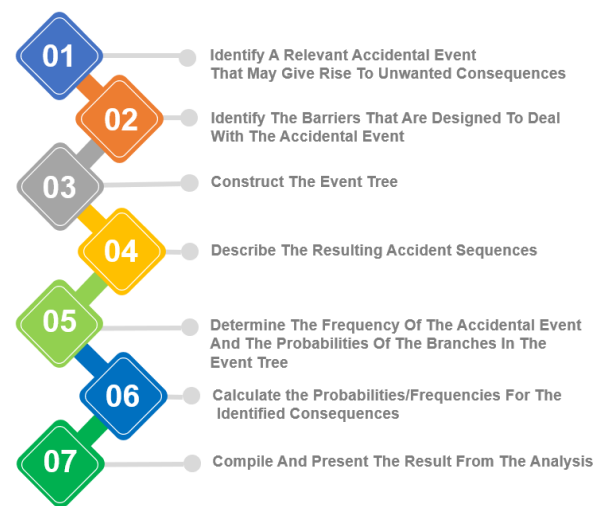 01
Identify A Relevant Accidental Event
That May Give Rise To Unwanted Consequences
02
Identify The Barriers That Are Designed To Deal
With The Accidental Event
03
Construct The Event Tree
04
Describe The Resulting Accident Sequences
05
Determine The Frequency Of The Accidental Event
And The Probabilities Of The Branches In The
Event Tree
06
Calculate the Probabilities/Frequencies For The
Identified Consequences
07
Compile And Present The Result From The Analysis